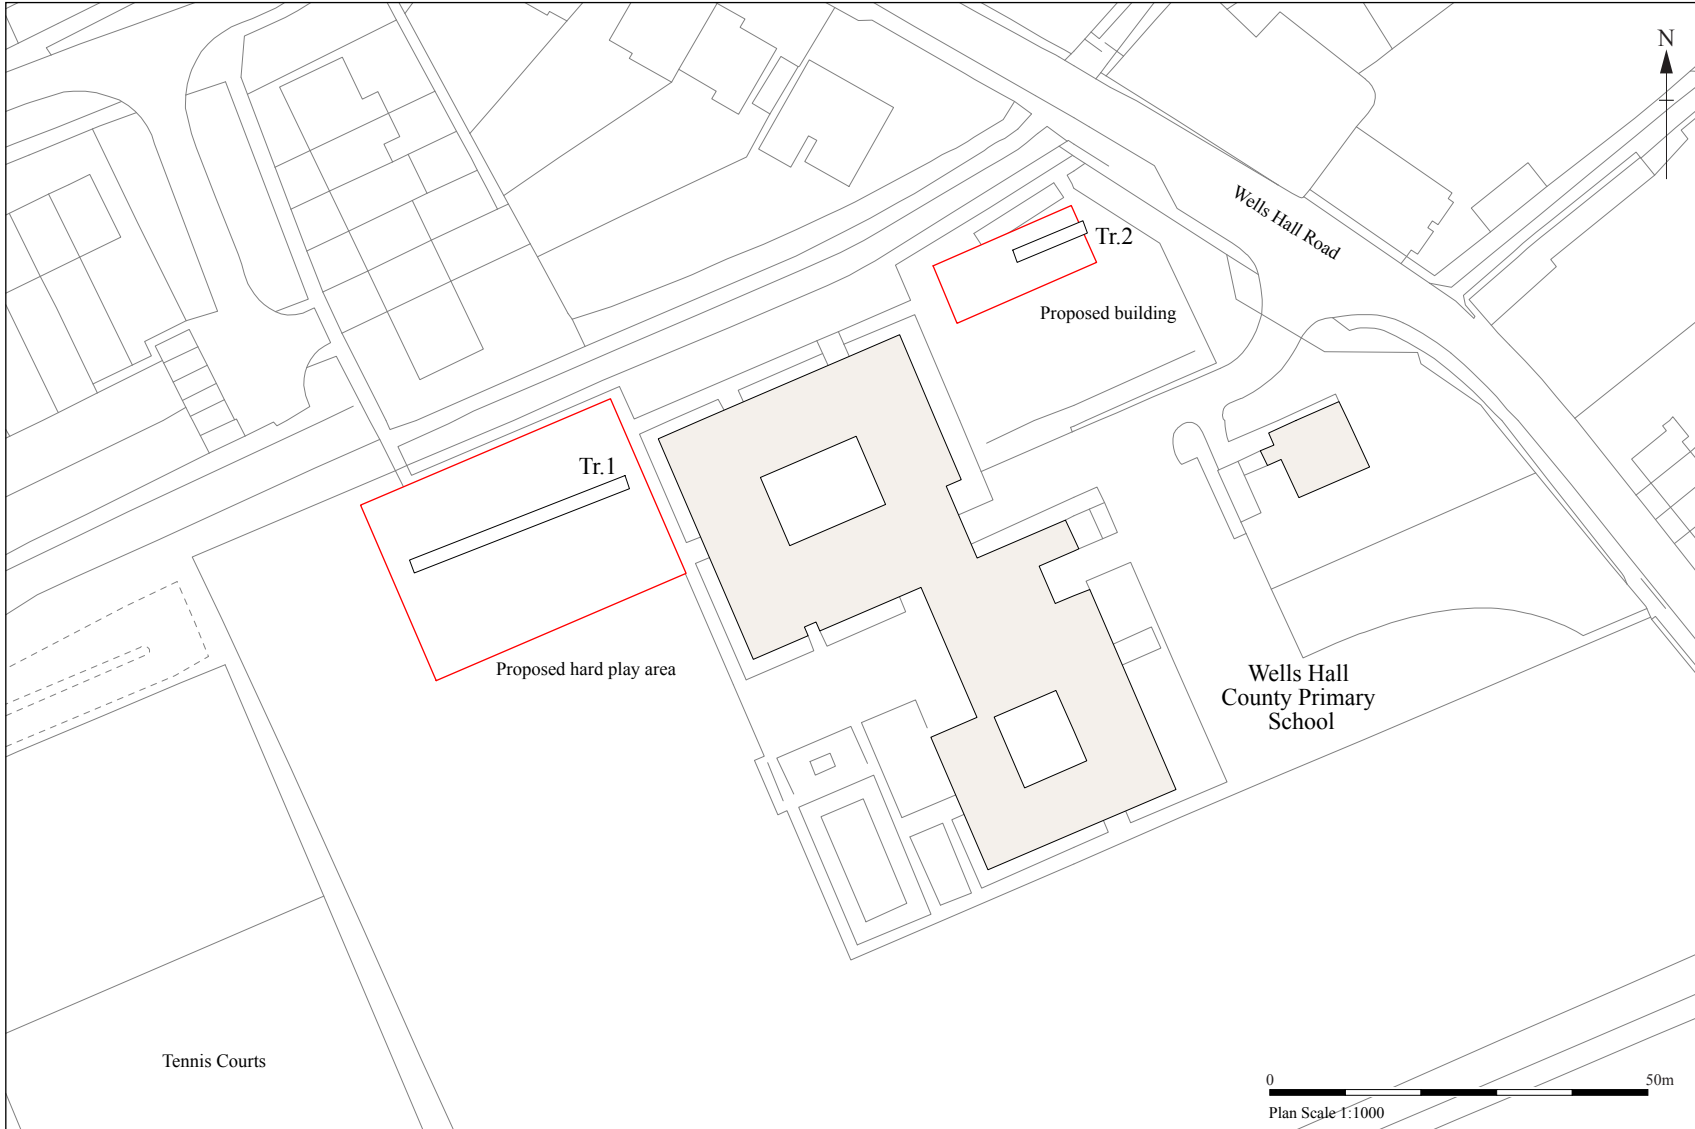 N
Wells Hall Road
Tr.2
Proposed building
Tr.1
Proposed hard play area
Wells Hall
County Primary
School
Tennis Courts
0 50m
Plan Scale 1:1000